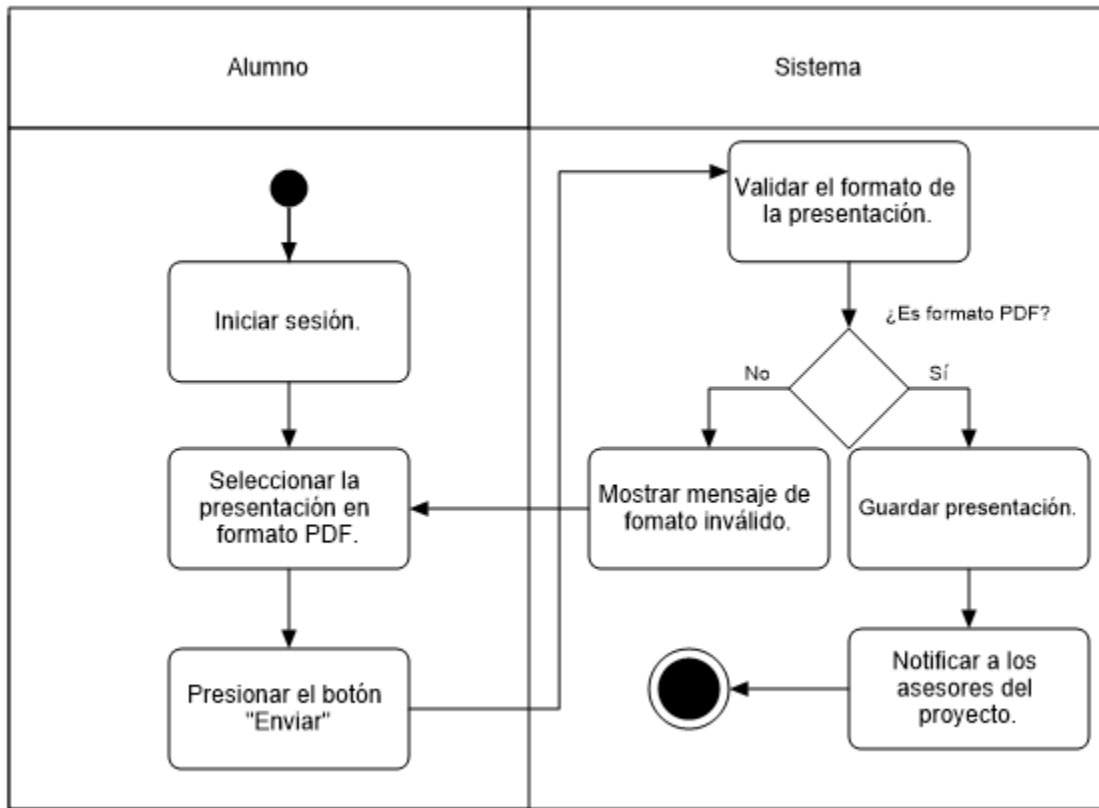 Alumno
Sistema
Iniciar sesión.
Seleccionar la
presentación en
formato PDF.
Presionar el botón
"Enviar"
Validar el formato de
la presentación.
¿Es formato PDF?
No
Sí
Mostrar mensaje de
fomato inválido.
Guardar presentación.
Notificar a los
asesores del
proyecto.